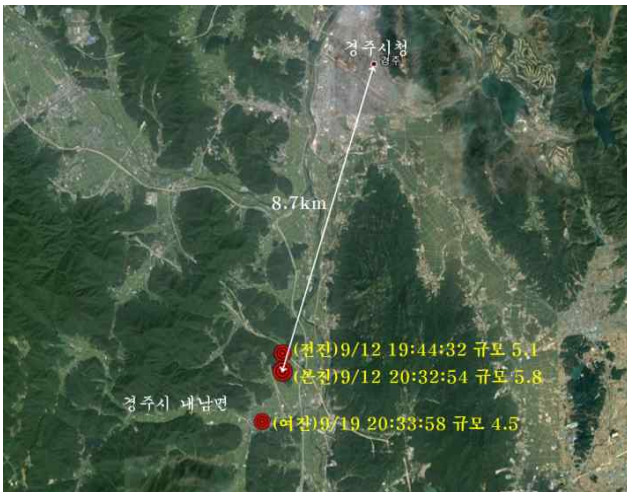 경주시청
경주
8.7km
(전진)9/12 19:44:32 규모 5.1
(본진)9/12 20:32:54 규모 5.8
경주시 내남면
(여진)9/19 20:33:58 규모 4.5